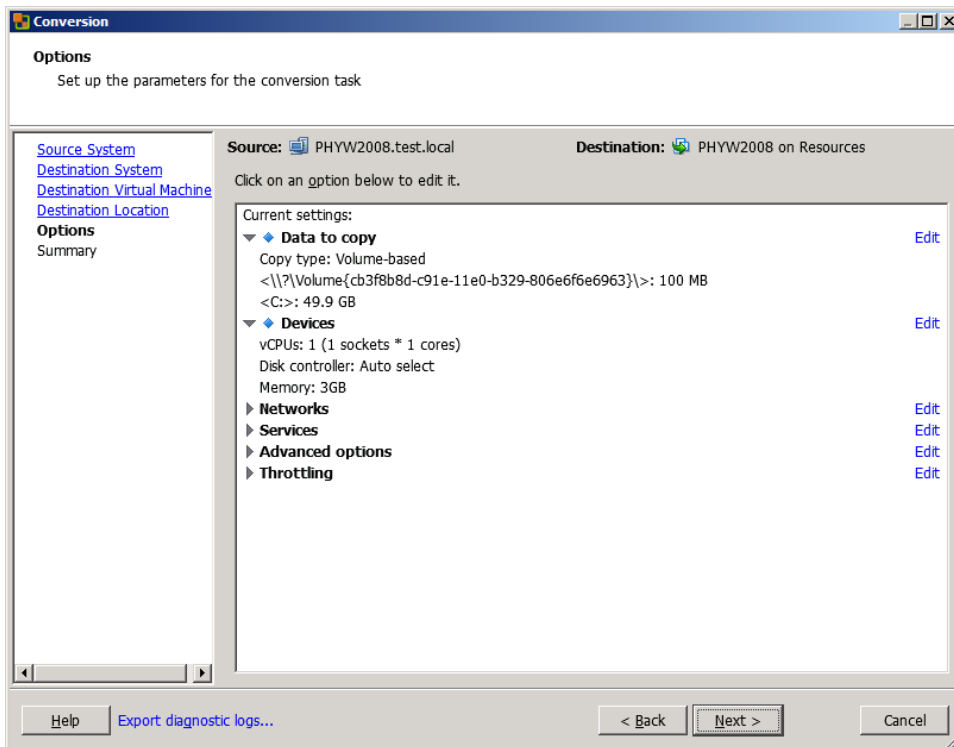 Conversion
Options
Set up the parameters for the conversion task
Source System
Destination System
Destination Virtual Machine
Destination Location
Options
Summary
Source: PHYW2008.test.local Destination: PHYW2008 on Resources
Click on an option below to edit it.
Current settings:
Data to copy Edit
Copy type: Volume-based
<\\?\Volume{cb3f8b8d-c91e-11e0-b329-806e6f6e6963}\>: 100 MB
<C:>: 49.9 GB
Devices Edit
vCPUs: 1 (1 sockets * 1 cores)
Disk controller: Auto select
Memory: 3GB
Networks Edit
Services Edit
Advanced options Edit
Throttling Edit
Help Export diagnostic logs... < Back Next > Cancel